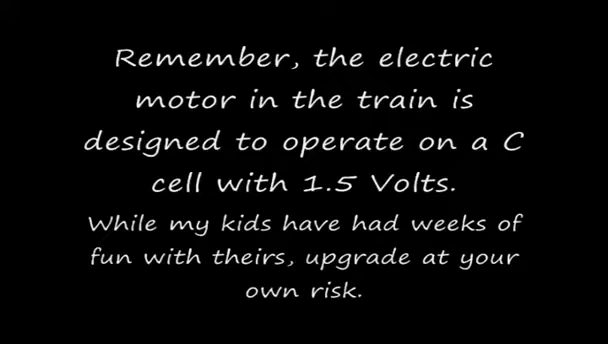 Remember, the electric
motor in the train is
designed to operate on a C
cell with 1.5 Volts.
While my kids have had weeks of
fun with theirs, upgrade at your
own risk.